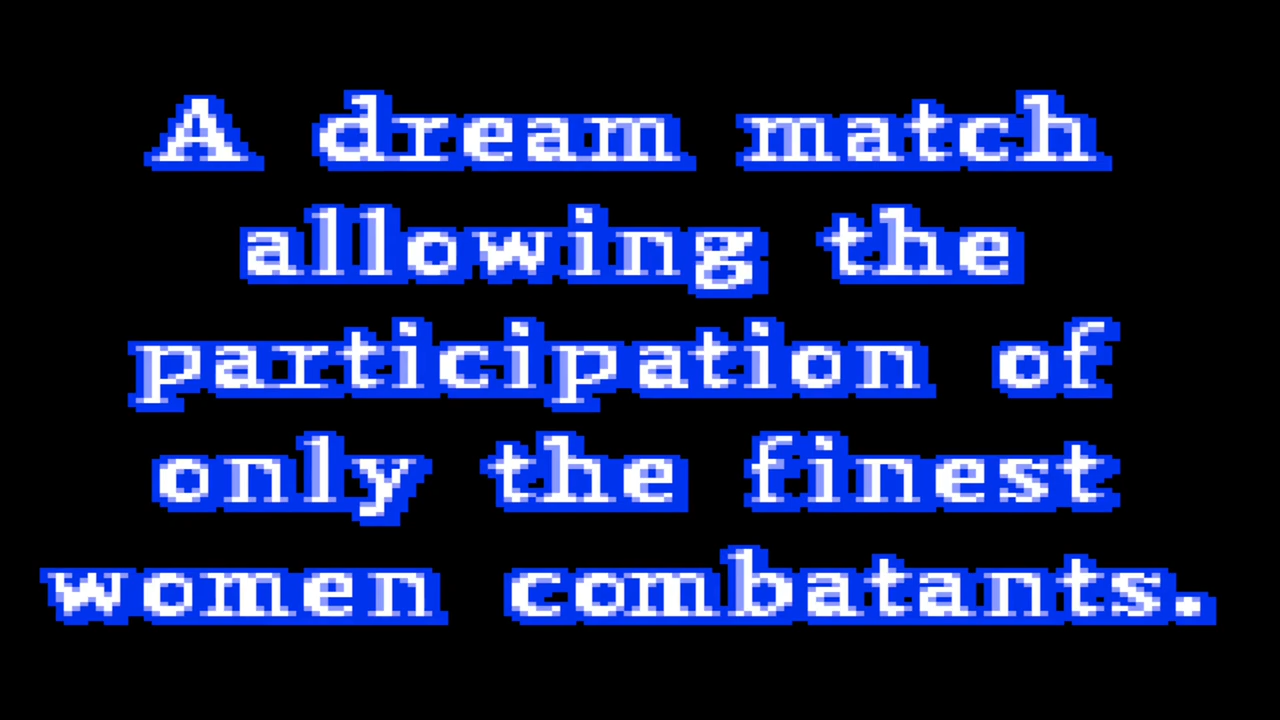 A dream match
allowing the
participation of
only the finest
women combatants.